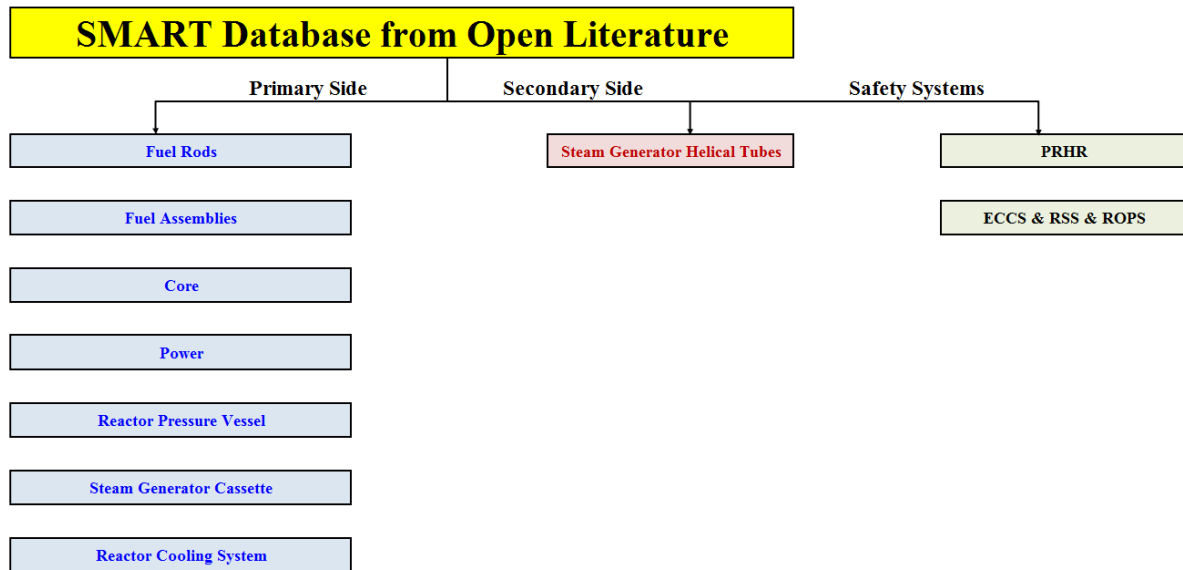 SMART Database from Open Literature
Primary Side
Secondary Side
Safety Systems
Fuel Rods
Steam Generator Helical Tubes
PRHR
Fuel Assemblies
ECCS & RSS & ROPS
Core
Power
Reactor Pressure Vessel
Steam Generator Cassette
Reactor Cooling System